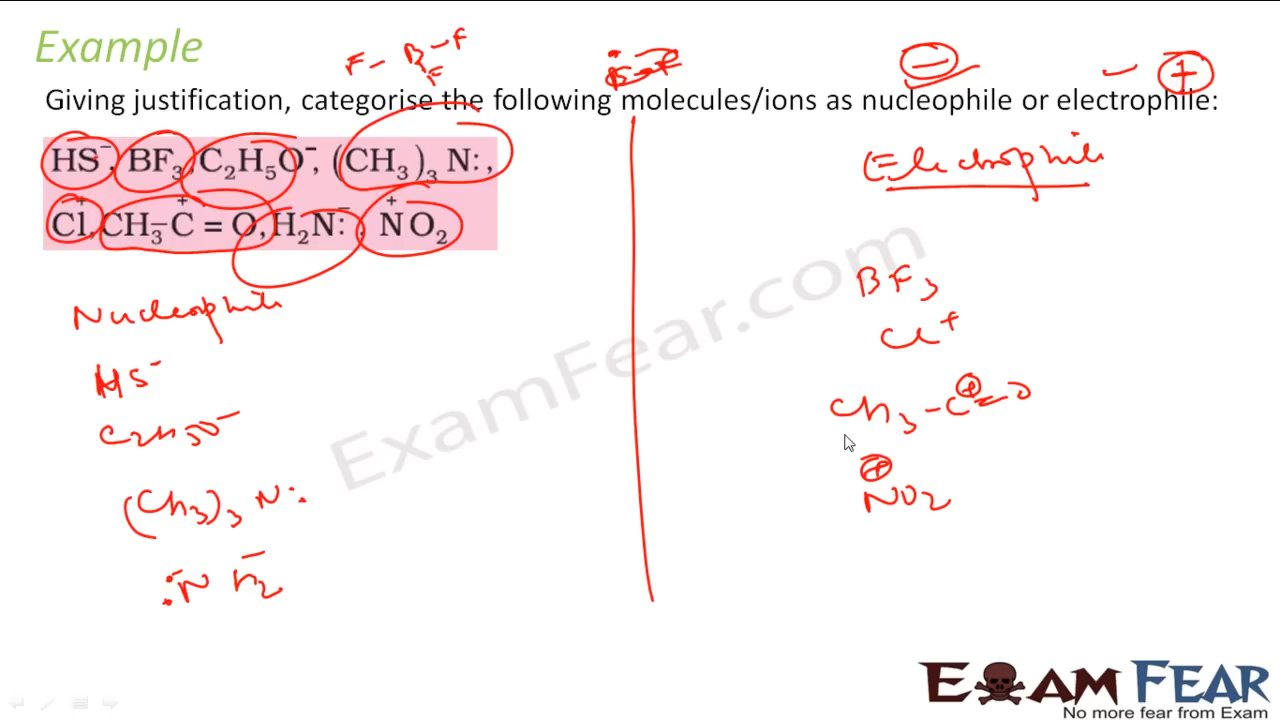 Example
F - B - F
F
B-F
− − +
Giving justification, categorise the following molecules/ions as nucleophile or electrophile:
HS⁻, BF₃, C₂H₅O⁻, (CH₃)₃ N:,
Cl⁺, CH₃-C⁺ = O, H₂N:⁻, N⁺O₂
Electrophile
Nucleophile
HS⁻
C2H5O⁻
(CH₃)₃ N:
:N⁻ H₂
BF₃
Cl⁺
CH₃ - C⊕ = O
⊕
NO₂
ExamFear.com
EXAM FEAR
No more fear from Exam